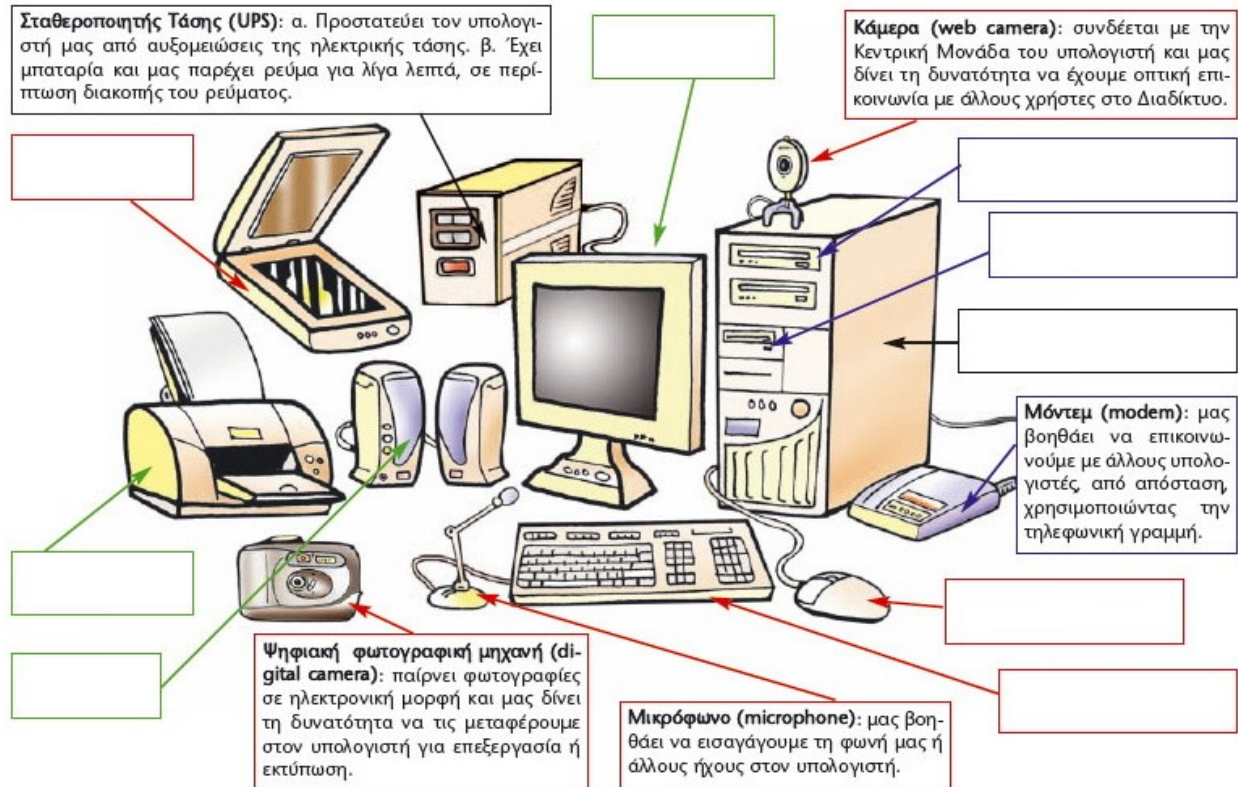 Σταθεροποιητής Τάσης (UPS): α. Προστατεύει τον υπολογι-
στή μας από αυξομειώσεις της ηλεκτρικής τάσης. β. Έχει
μπαταρία και μας παρέχει ρεύμα για λίγα λεπτά, σε περί-
πτωση διακοπής του ρεύματος.
Κάμερα (web camera): συνδέεται με την
Κεντρική Μονάδα του υπολογιστή και μας
δίνει τη δυνατότητα να έχουμε οπτική επι-
κοινωνία με άλλους χρήστες στο Διαδίκτυο.
Μόντεμ (modem): μας
βοηθάει να επικοινω-
νούμε με άλλους υπολο-
γιστές, από απόσταση,
χρησιμοποιώντας την
τηλεφωνική γραμμή.
Ψηφιακή φωτογραφική μηχανή (di-
gital camera): παίρνει φωτογραφίες
σε ηλεκτρονική μορφή και μας δίνει
τη δυνατότητα να τις μεταφέρουμε
στον υπολογιστή για επεξεργασία ή
εκτύπωση.
Μικρόφωνο (microphone): μας βοη-
θάει να εισαγάγουμε τη φωνή μας ή
άλλους ήχους στον υπολογιστή.